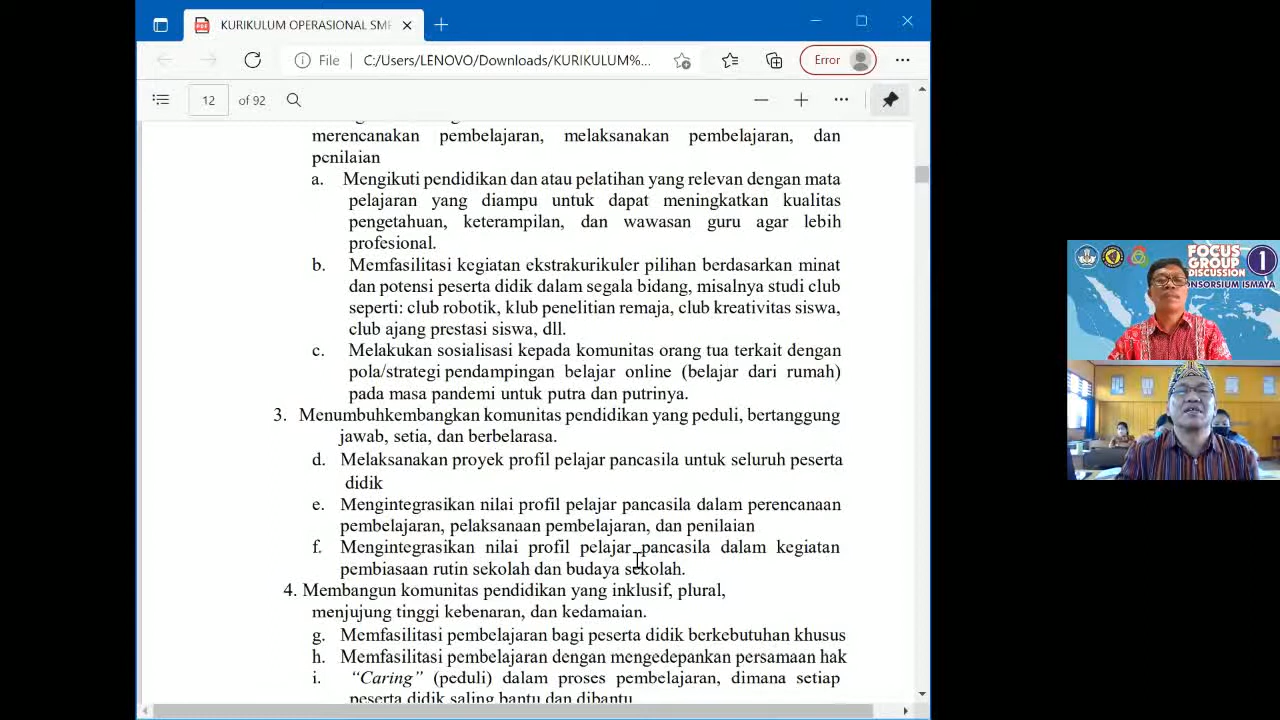 KURIKULUM OPERASIONAL SM
File C:/Users/LENOVO/Downloads/KURIKULUM%... Error
12 of 92
merencanakan pembelajaran, melaksanakan pembelajaran, dan
penilaian
a. Mengikuti pendidikan dan atau pelatihan yang relevan dengan mata
pelajaran yang diampu untuk dapat meningkatkan kualitas
pengetahuan, keterampilan, dan wawasan guru agar lebih
profesional.
b. Memfasilitasi kegiatan ekstrakurikuler pilihan berdasarkan minat
dan potensi peserta didik dalam segala bidang, misalnya studi club
seperti: club robotik, klub penelitian remaja, club kreativitas siswa,
club ajang prestasi siswa, dll.
c. Melakukan sosialisasi kepada komunitas orang tua terkait dengan
pola/strategi pendampingan belajar online (belajar dari rumah)
pada masa pandemi untuk putra dan putrinya.
3. Menumbuhkembangkan komunitas pendidikan yang peduli, bertanggung
jawab, setia, dan berbelarasa.
d. Melaksanakan proyek profil pelajar pancasila untuk seluruh peserta
didik
e. Mengintegrasikan nilai profil pelajar pancasila dalam perencanaan
pembelajaran, pelaksanaan pembelajaran, dan penilaian
f. Mengintegrasikan nilai profil pelajar pancasila dalam kegiatan
pembiasaan rutin sekolah dan budaya sekolah.
4. Membangun komunitas pendidikan yang inklusif, plural,
menjujung tinggi kebenaran, dan kedamaian.
g. Memfasilitasi pembelajaran bagi peserta didik berkebutuhan khusus
h. Memfasilitasi pembelajaran dengan mengedepankan persamaan hak
i. “Caring” (peduli) dalam proses pembelajaran, dimana setiap
peserta didik saling bantu dan dibantu
FOCUS
GROUP
DISCUSSION 1
ONSORSIUM ISMAYA